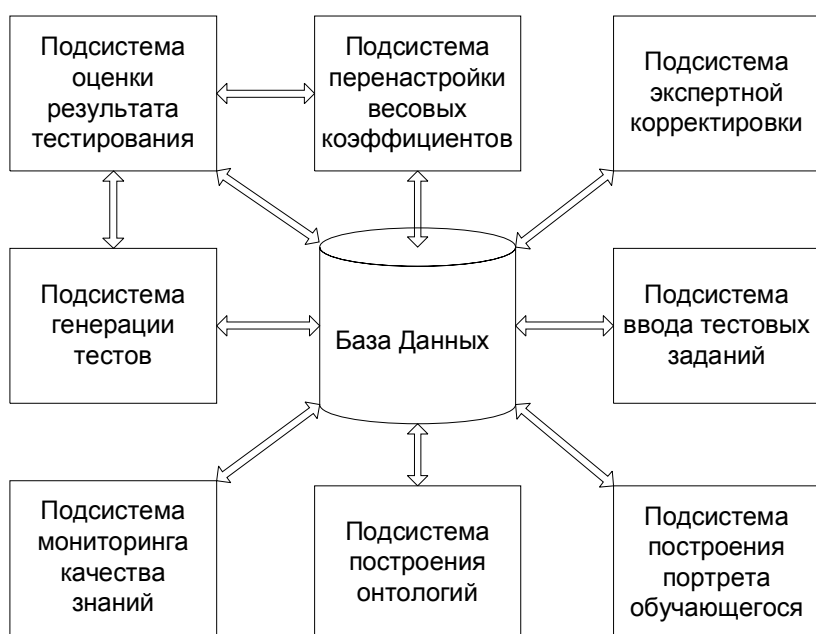 Подсистема
оценки
результата
тестирования
Подсистема
перенастройки
весовых
коэффициентов
Подсистема
экспертной
корректировки
Подсистема
генерации
тестов
База Данных
Подсистема
ввода тестовых
заданий
Подсистема
мониторинга
качества
знаний
Подсистема
построения
онтологий
Подсистема
построения
портрета
обучающегося